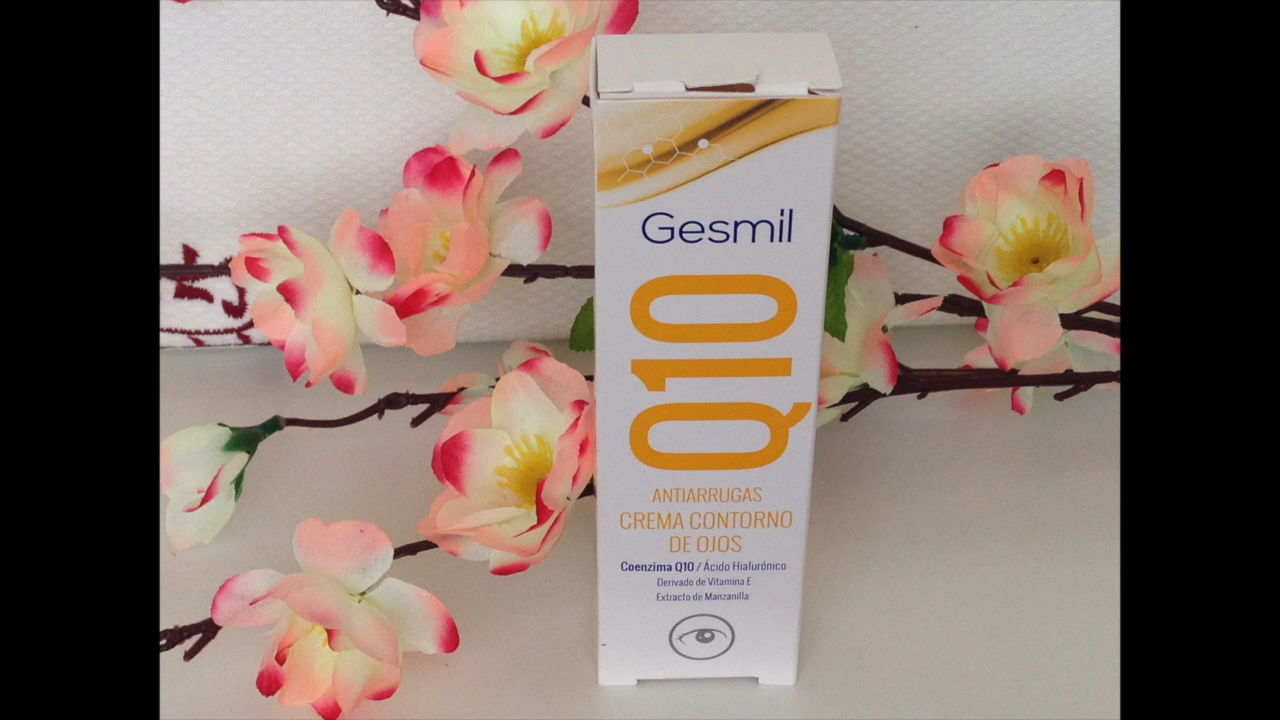 Gesmil
Q10
ANTIARRUGAS
CREMA CONTORNO
DE OJOS
Coenzima Q10 / Ácido Hialurónico
Derivado de Vitamina E
Extracto de Manzanilla